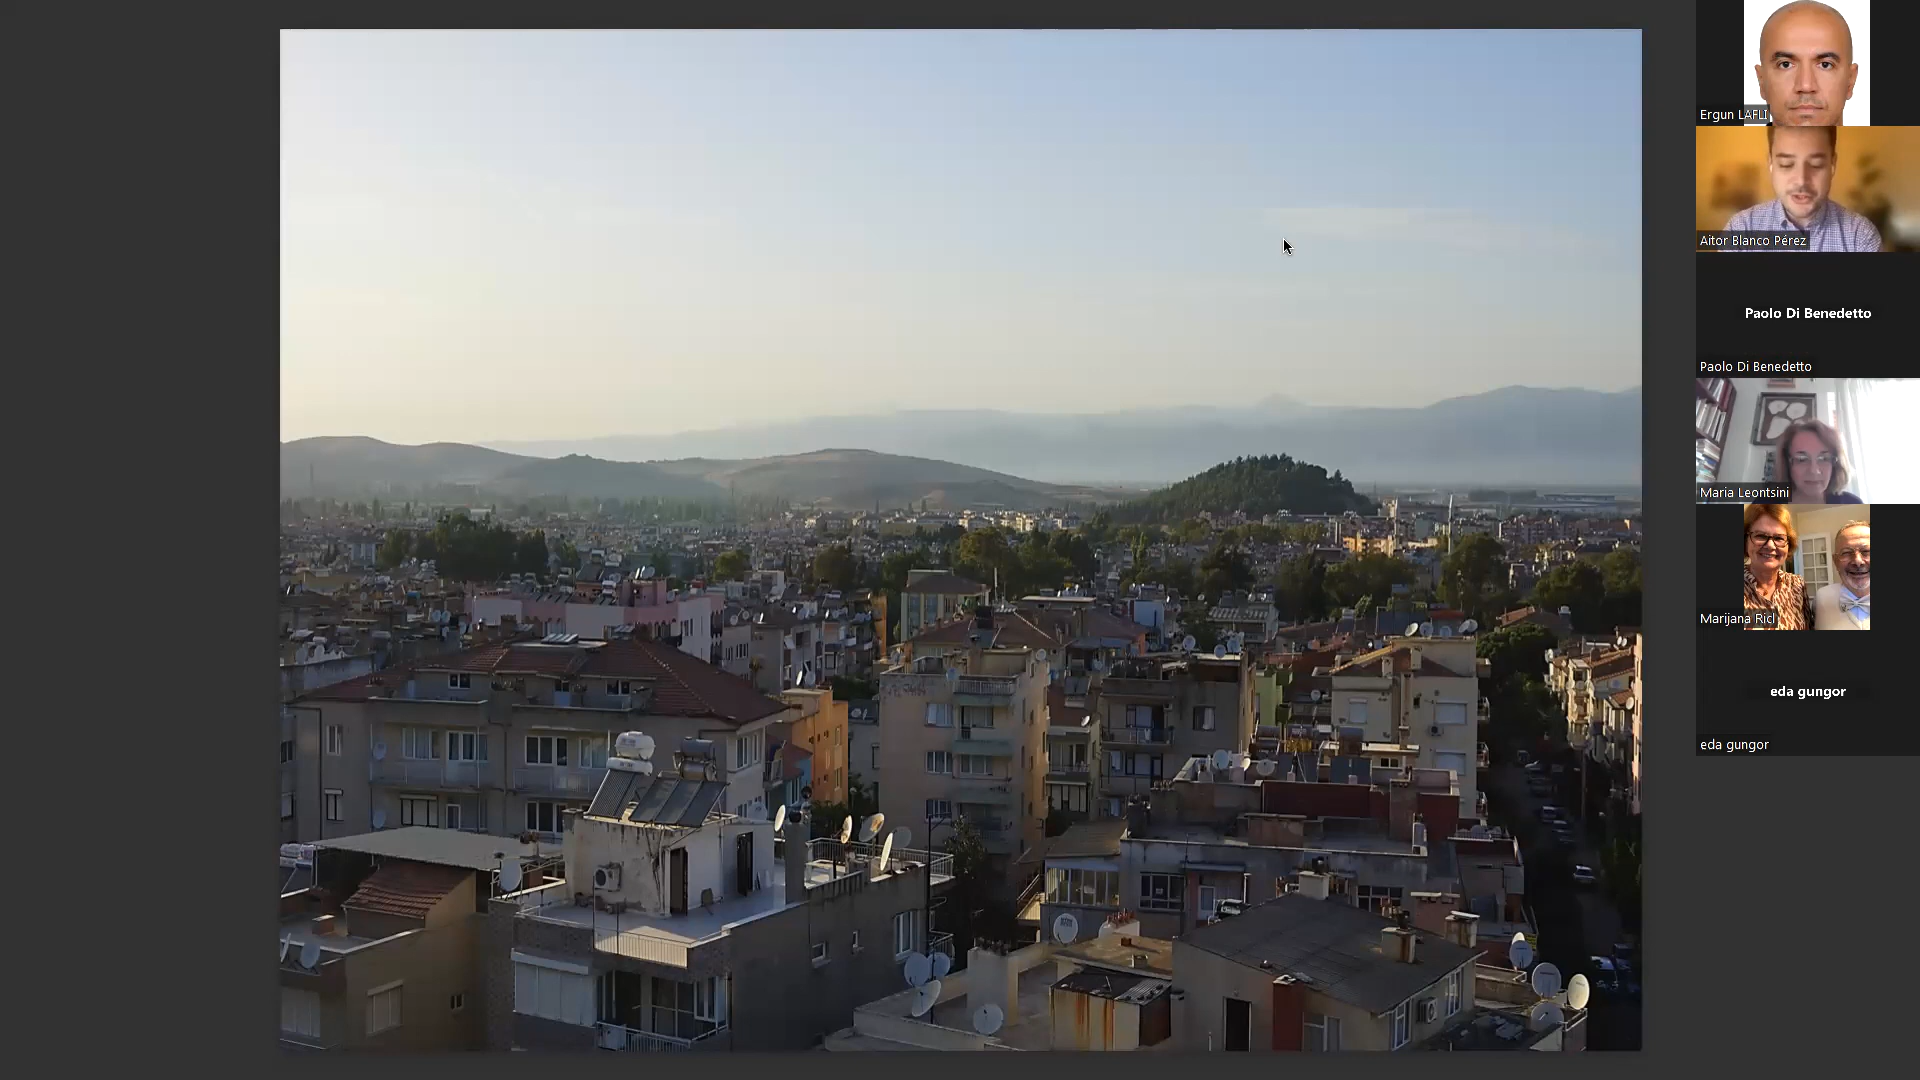 Ergun LAFLI
Aitor Blanco Pérez
Paolo Di Benedetto
Paolo Di Benedetto
Maria Leontsini
Marijana Ricl
eda gungor
eda gungor